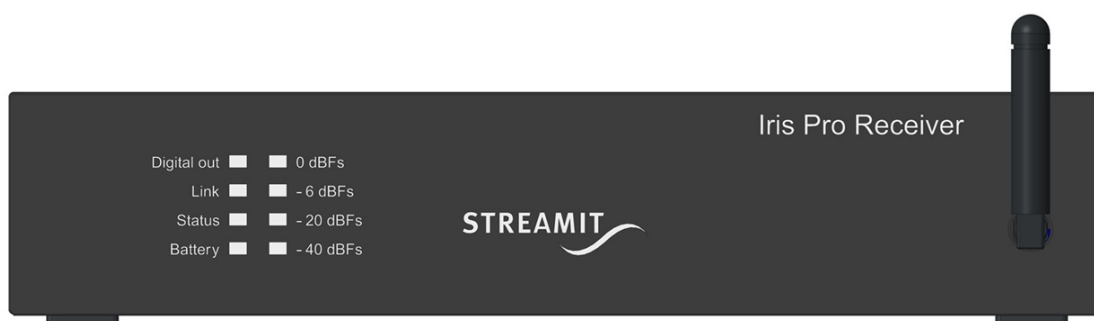 Iris Pro Receiver
Digital out 0 dBFs
Link - 6 dBFs
Status - 20 dBFs
Battery - 40 dBFs
STREAMIT